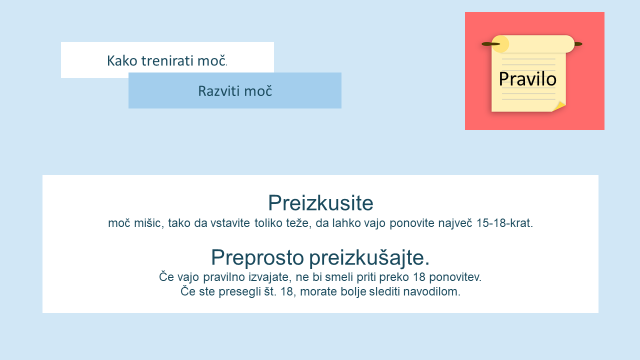 Kako trenirati moč.
Razviti moč
Pravilo
Preizkusite
moč mišic, tako da vstavite toliko teže, da lahko vajo ponovite največ 15-18-krat.
Preprosto preizkušajte.
Če vajo pravilno izvajate, ne bi smeli priti preko 18 ponovitev.
Če ste presegli št. 18, morate bolje slediti navodilom.